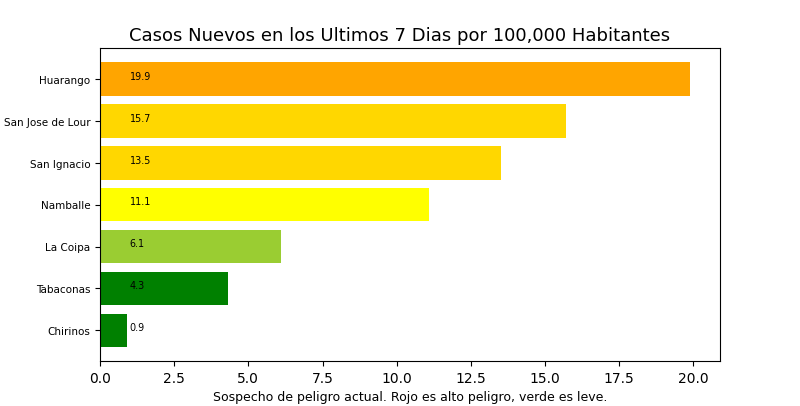 Casos Nuevos en los Ultimos 7 Dias por 100,000 Habitantes
Huarango 19.9
San Jose de Lour 15.7
San Ignacio 13.5
Namballe 11.1
La Coipa 6.1
Tabaconas 4.3
Chirinos 0.9
0.0 2.5 5.0 7.5 10.0 12.5 15.0 17.5 20.0
Sospecho de peligro actual. Rojo es alto peligro, verde es leve.